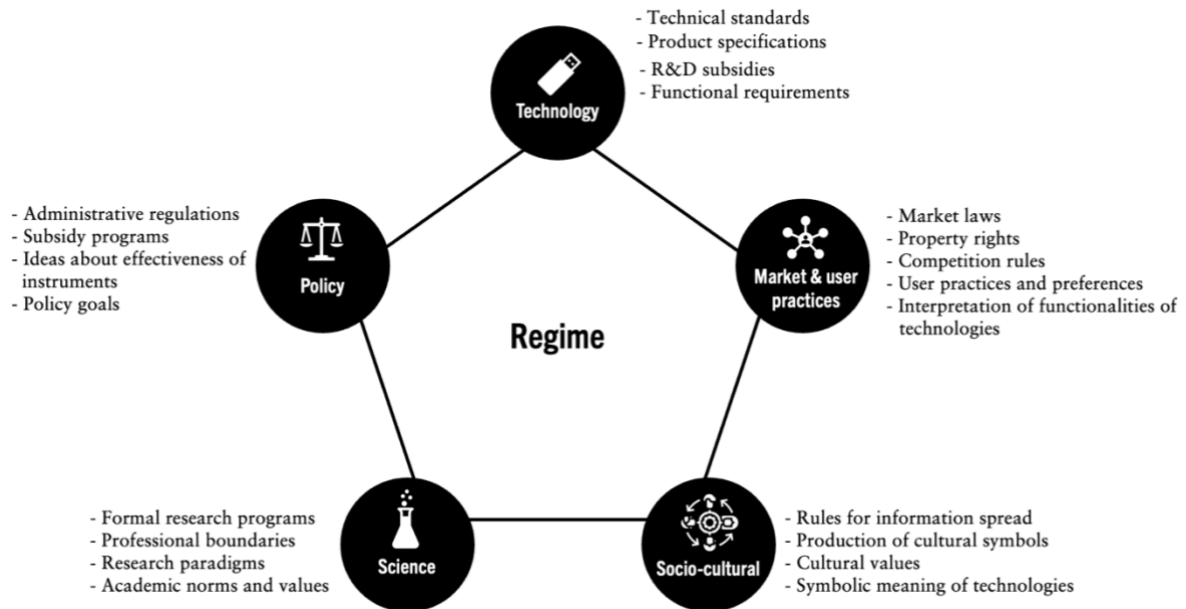 - Technical standards
- Product specifications
- R&D subsidies
- Functional requirements
Technology
- Administrative regulations
- Subsidy programs
- Ideas about effectiveness of
instruments
- Policy goals
Policy
- Market laws
- Property rights
- Competition rules
- User practices and preferences
- Interpretation of functionalities of
technologies
Market & user
practices
Regime
- Formal research programs
- Professional boundaries
- Research paradigms
- Academic norms and values
Science
- Rules for information spread
- Production of cultural symbols
- Cultural values
- Symbolic meaning of technologies
Socio-cultural